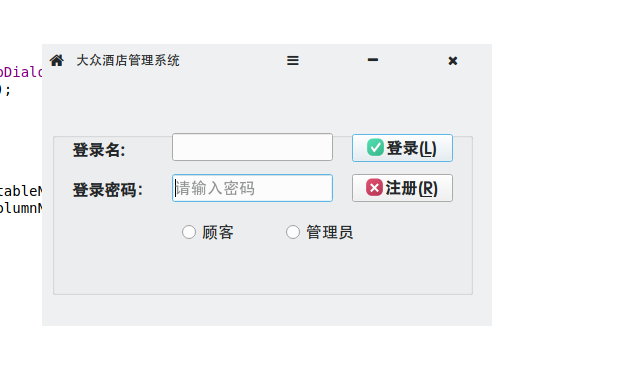 大众酒店管理系统
oDialo
);
登录名:
登录(L)
登录密码:
请输入密码
注册(R)
tableN
olumnN
顾客
管理员